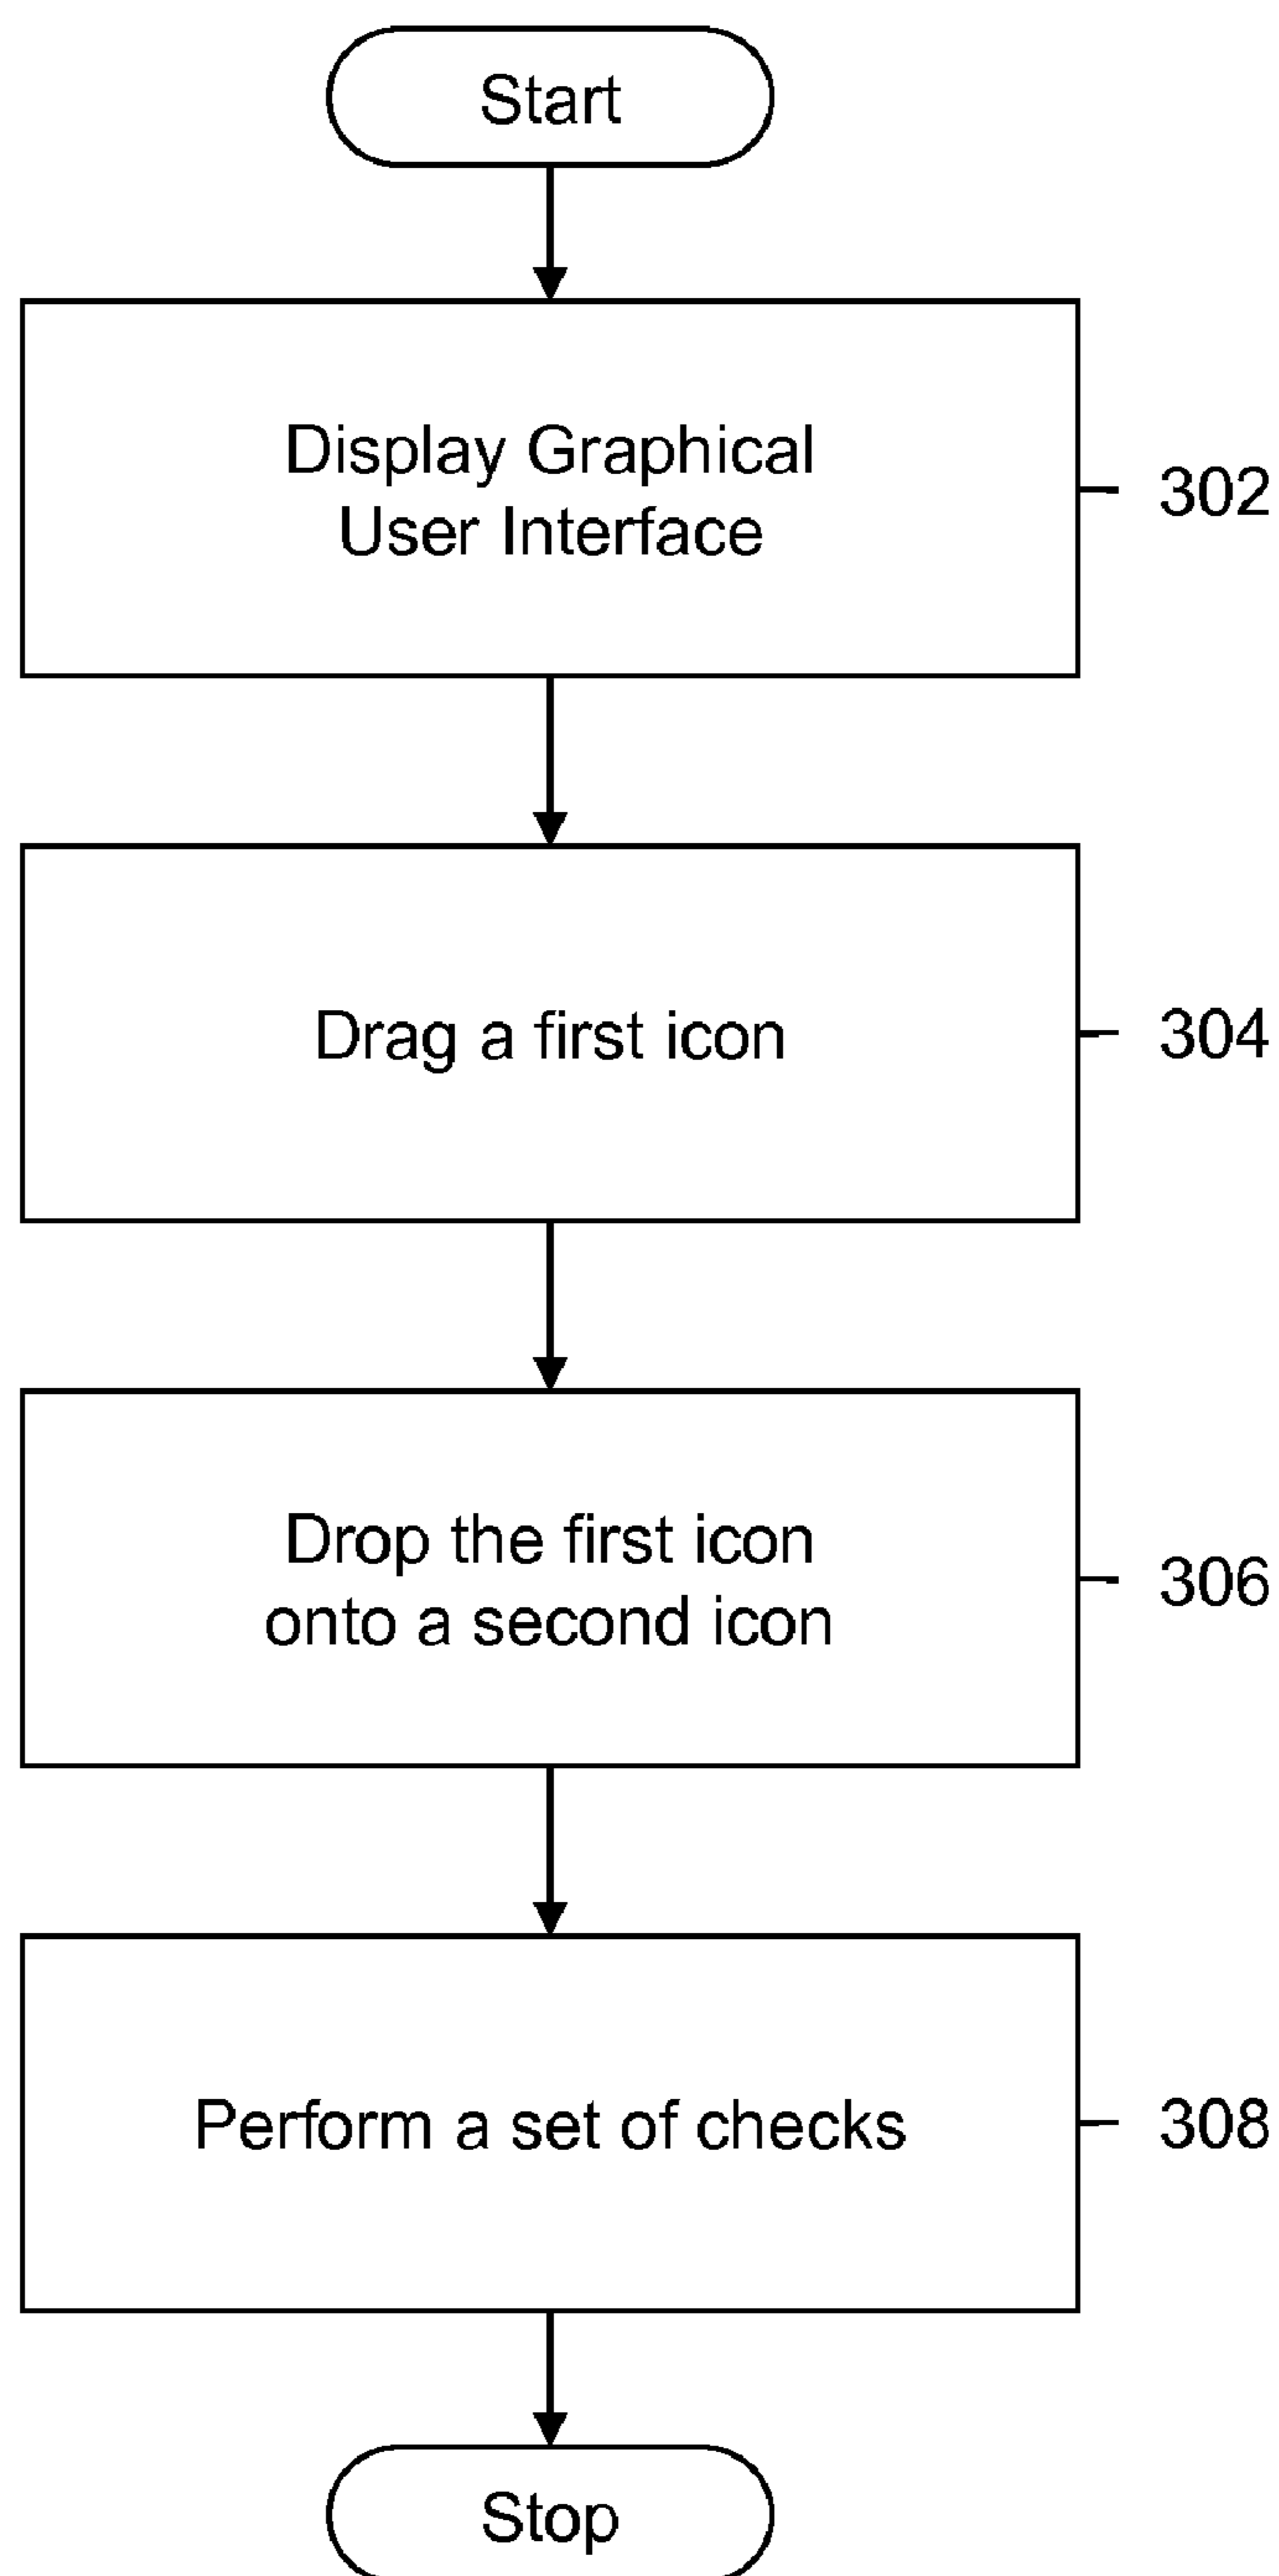 Start
Display Graphical
User Interface
302
Drag a first icon
304
Drop the first icon
onto a second icon
306
Perform a set of checks
308
Stop